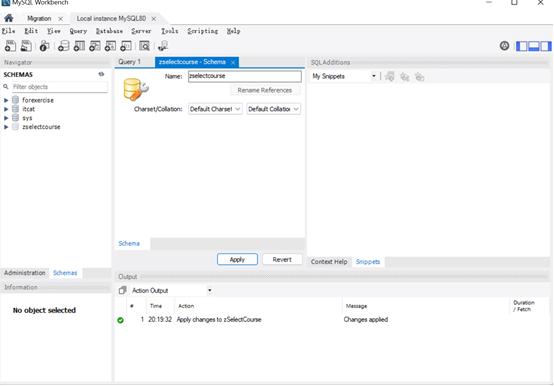 MySQL Workbench
Migration × Local instance MySQL80 ×
File Edit View Query Database Server Tools Scripting Help
Navigator
SCHEMAS
Filter objects
forexercise
itcat
sys
zselectcourse
Administration Schemas
Information
No object selected
Query 1 zselectcourse - Schema ×
Name: zselectcourse
Rename References
Charset/Collation: Default Charset Default Collation
Schema
Apply Revert
SQLAdditions
My Snippets
Context Help Snippets
Output
Action Output
# Time Action Message Duration / Fetch
1 20:19:32 Apply changes to zSelectCourse Changes applied